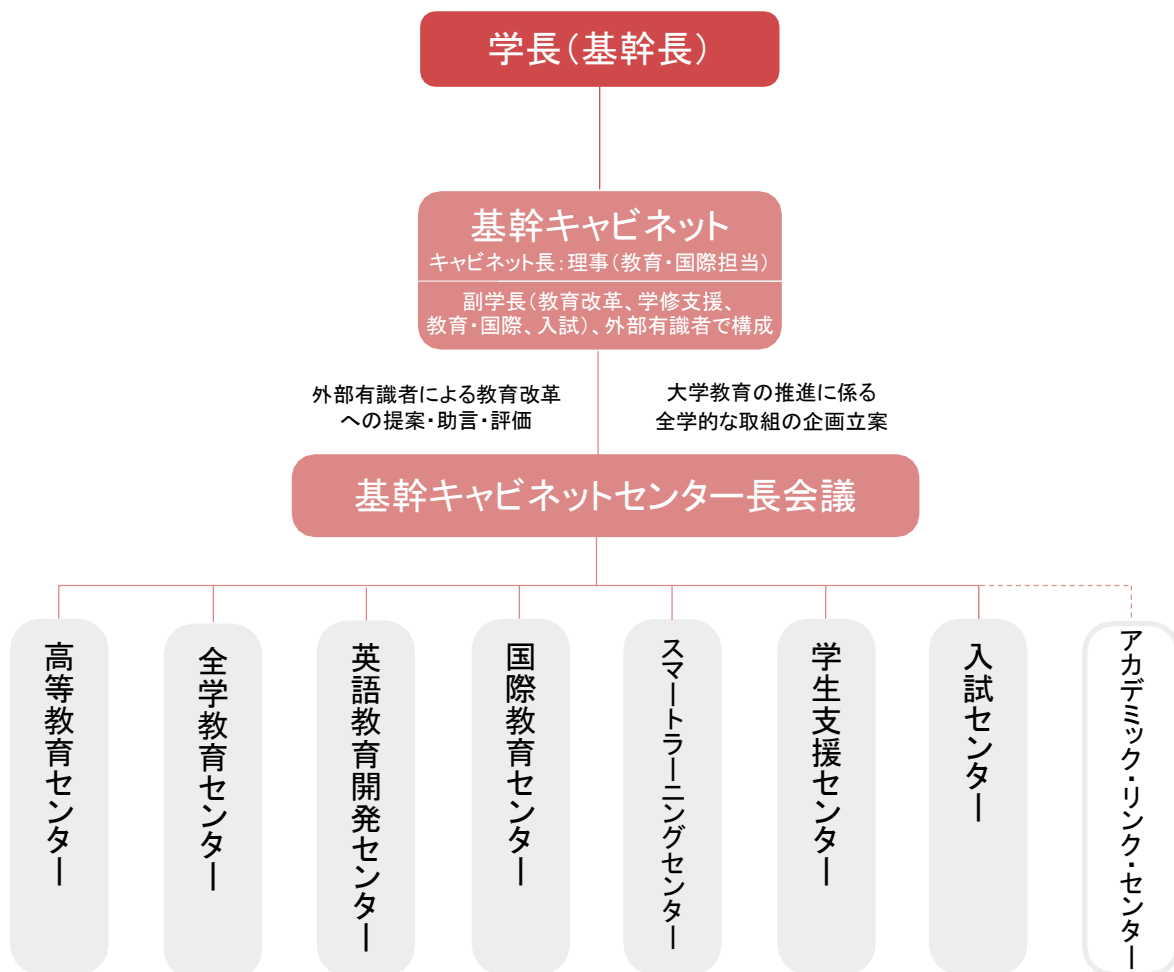 学長（基幹長）
基幹キャビネット
キャビネット長：理事（教育・国際担当）
副学長（教育改革、学修支援、
教育・国際、入試）、外部有識者で構成
外部有識者による教育改革
への提案・助言・評価
大学教育の推進に係る
全学的な取組の企画立案
基幹キャビネットセンター長会議
高等教育センター
全学教育センター
英語教育開発センター
国際教育センター
スマートラーニングセンター
学生支援センター
入試センター
アカデミック・リンク・センター